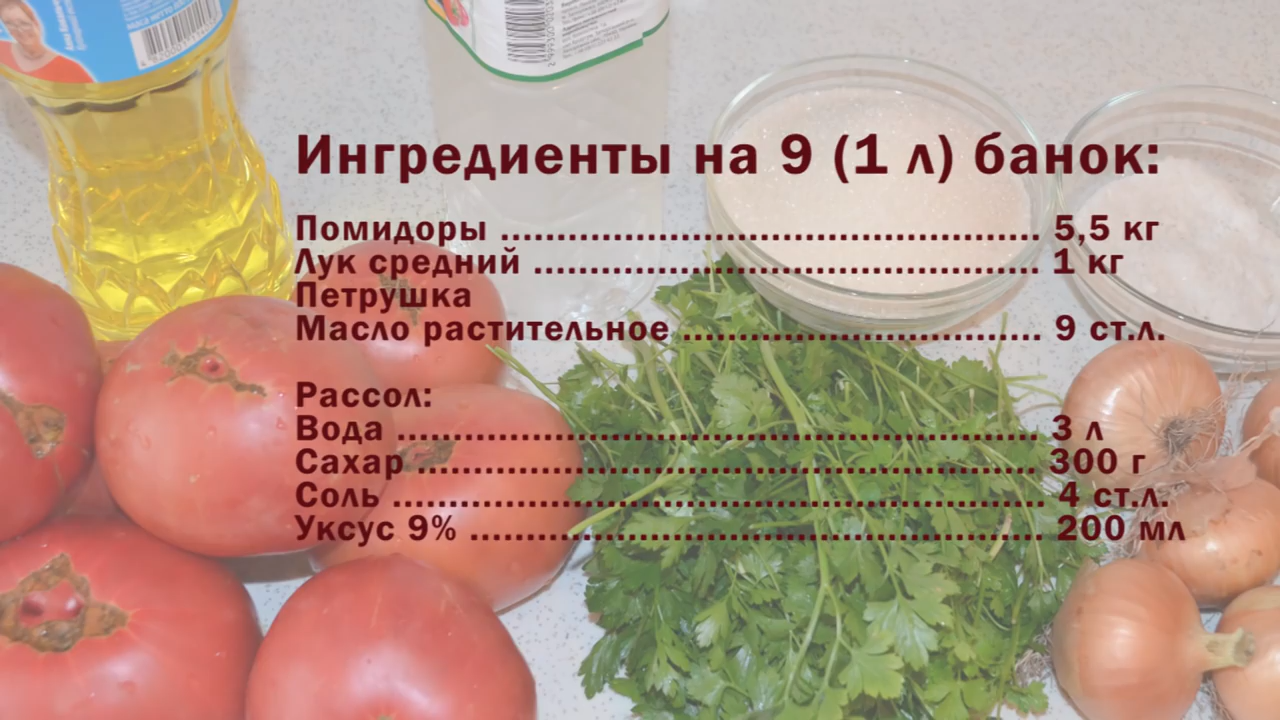 Ингредиенты на 9 (1 л) банок:
Помидоры ................................................ 5,5 кг
Лук средний ............................................. 1 кг
Петрушка
Масло растительное ................................ 9 ст.л.
Рассол:
Вода ......................................................... 3 л
Сахар ....................................................... 300 г
Соль .......................................................... 4 ст.л.
Уксус 9% ................................................... 200 мл